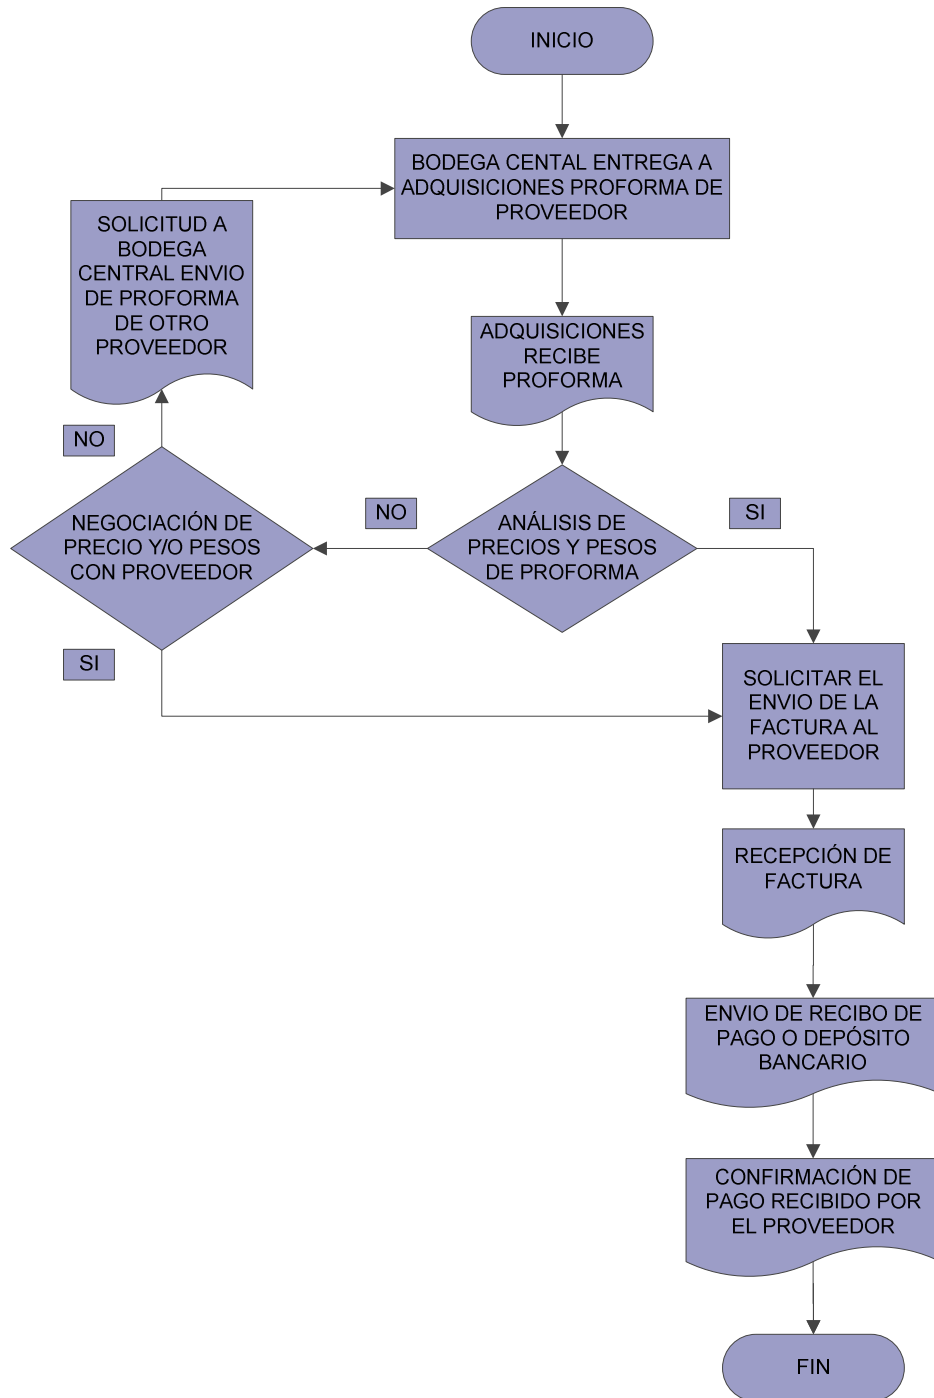 INICIO
BODEGA CENTAL ENTREGA A
ADQUISICIONES PROFORMA DE
PROVEEDOR
SOLICITUD A
BODEGA
CENTRAL ENVIO
DE PROFORMA
DE OTRO
PROVEEDOR
ADQUISICIONES
RECIBE
PROFORMA
NO
NEGOCIACIÓN DE
PRECIO Y/O PESOS
CON PROVEEDOR
NO
ANÁLISIS DE
PRECIOS Y PESOS
DE PROFORMA
SI
SI
SOLICITAR EL
ENVIO DE LA
FACTURA AL
PROVEEDOR
RECEPCIÓN DE
FACTURA
ENVIO DE RECIBO DE
PAGO O DEPÓSITO
BANCARIO
CONFIRMACIÓN DE
PAGO RECIBIDO POR
EL PROVEEDOR
FIN